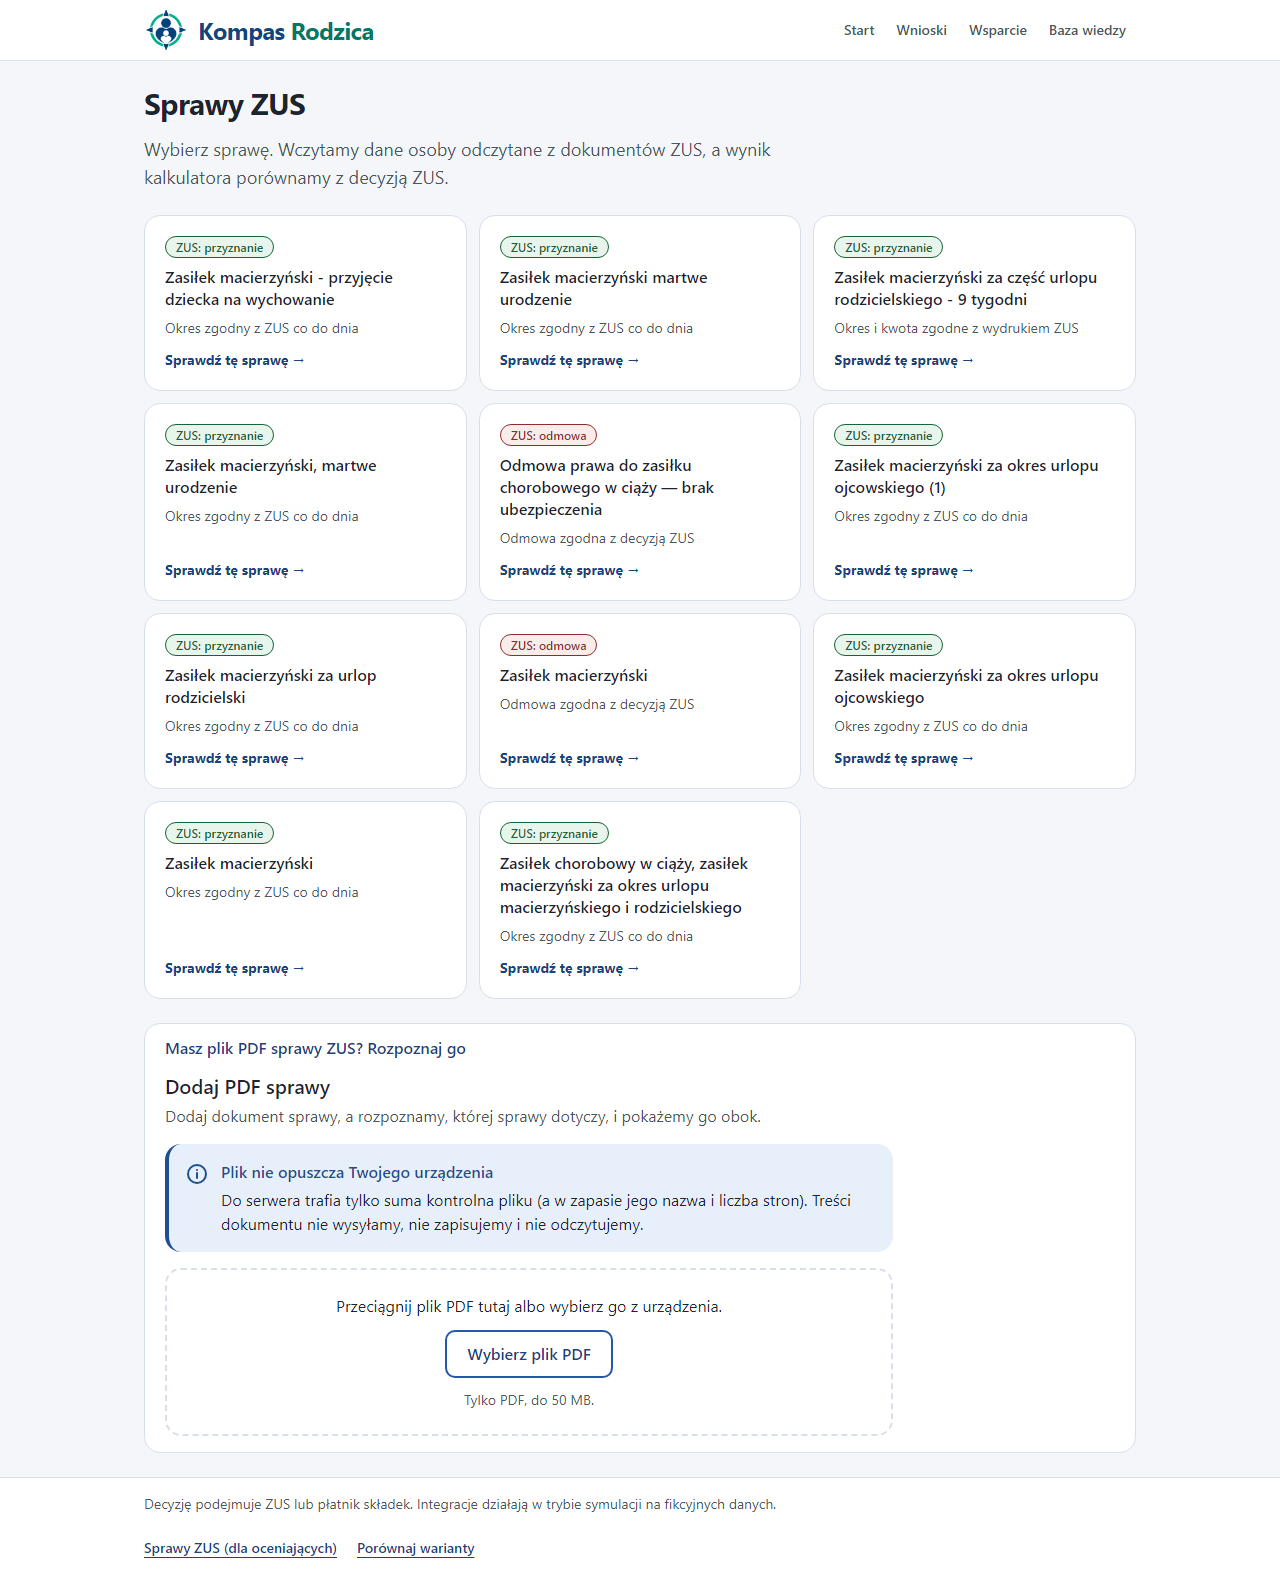 Kompas Rodzica
Start
Wnioski
Wsparcie
Baza wiedzy
Sprawy ZUS
Wybierz sprawę. Wczytamy dane osoby odczytane z dokumentów ZUS, a wynik
kalkulatora porównamy z decyzją ZUS.
ZUS: przyznanie
Zasiłek macierzyński - przyjęcie
dziecka na wychowanie
Okres zgodny z ZUS co do dnia
Sprawdź tę sprawę →
ZUS: przyznanie
Zasiłek macierzyński martwe
urodzenie
Okres zgodny z ZUS co do dnia
Sprawdź tę sprawę →
ZUS: przyznanie
Zasiłek macierzyński za część urlopu
rodzicielskiego - 9 tygodni
Okres i kwota zgodne z wydrukiem ZUS
Sprawdź tę sprawę →
ZUS: przyznanie
Zasiłek macierzyński, martwe
urodzenie
Okres zgodny z ZUS co do dnia
Sprawdź tę sprawę →
ZUS: odmowa
Odmowa prawa do zasiłku
chorobowego w ciąży — brak
ubezpieczenia
Odmowa zgodna z decyzją ZUS
Sprawdź tę sprawę →
ZUS: przyznanie
Zasiłek macierzyński za okres urlopu
ojcowskiego (1)
Okres zgodny z ZUS co do dnia
Sprawdź tę sprawę →
ZUS: przyznanie
Zasiłek macierzyński za urlop
rodzicielski
Okres zgodny z ZUS co do dnia
Sprawdź tę sprawę →
ZUS: odmowa
Zasiłek macierzyński
Odmowa zgodna z decyzją ZUS
Sprawdź tę sprawę →
ZUS: przyznanie
Zasiłek macierzyński za okres urlopu
ojcowskiego
Okres zgodny z ZUS co do dnia
Sprawdź tę sprawę →
ZUS: przyznanie
Zasiłek macierzyński
Okres zgodny z ZUS co do dnia
Sprawdź tę sprawę →
ZUS: przyznanie
Zasiłek chorobowy w ciąży, zasiłek
macierzyński za okres urlopu
macierzyńskiego i rodzicielskiego
Okres zgodny z ZUS co do dnia
Sprawdź tę sprawę →
Masz plik PDF sprawy ZUS? Rozpoznaj go
Dodaj PDF sprawy
Dodaj dokument sprawy, a rozpoznamy, której sprawy dotyczy, i pokażemy go obok.
Plik nie opuszcza Twojego urządzenia
Do serwera trafia tylko suma kontrolna pliku (a w zapasie jego nazwa i liczba stron). Treści
dokumentu nie wysyłamy, nie zapisujemy i nie odczytujemy.
Przeciągnij plik PDF tutaj albo wybierz go z urządzenia.
Wybierz plik PDF
Tylko PDF, do 50 MB.
Decyzję podejmuje ZUS lub płatnik składek. Integracje działają w trybie symulacji na fikcyjnych danych.
Sprawy ZUS (dla oceniających)
Porównaj warianty